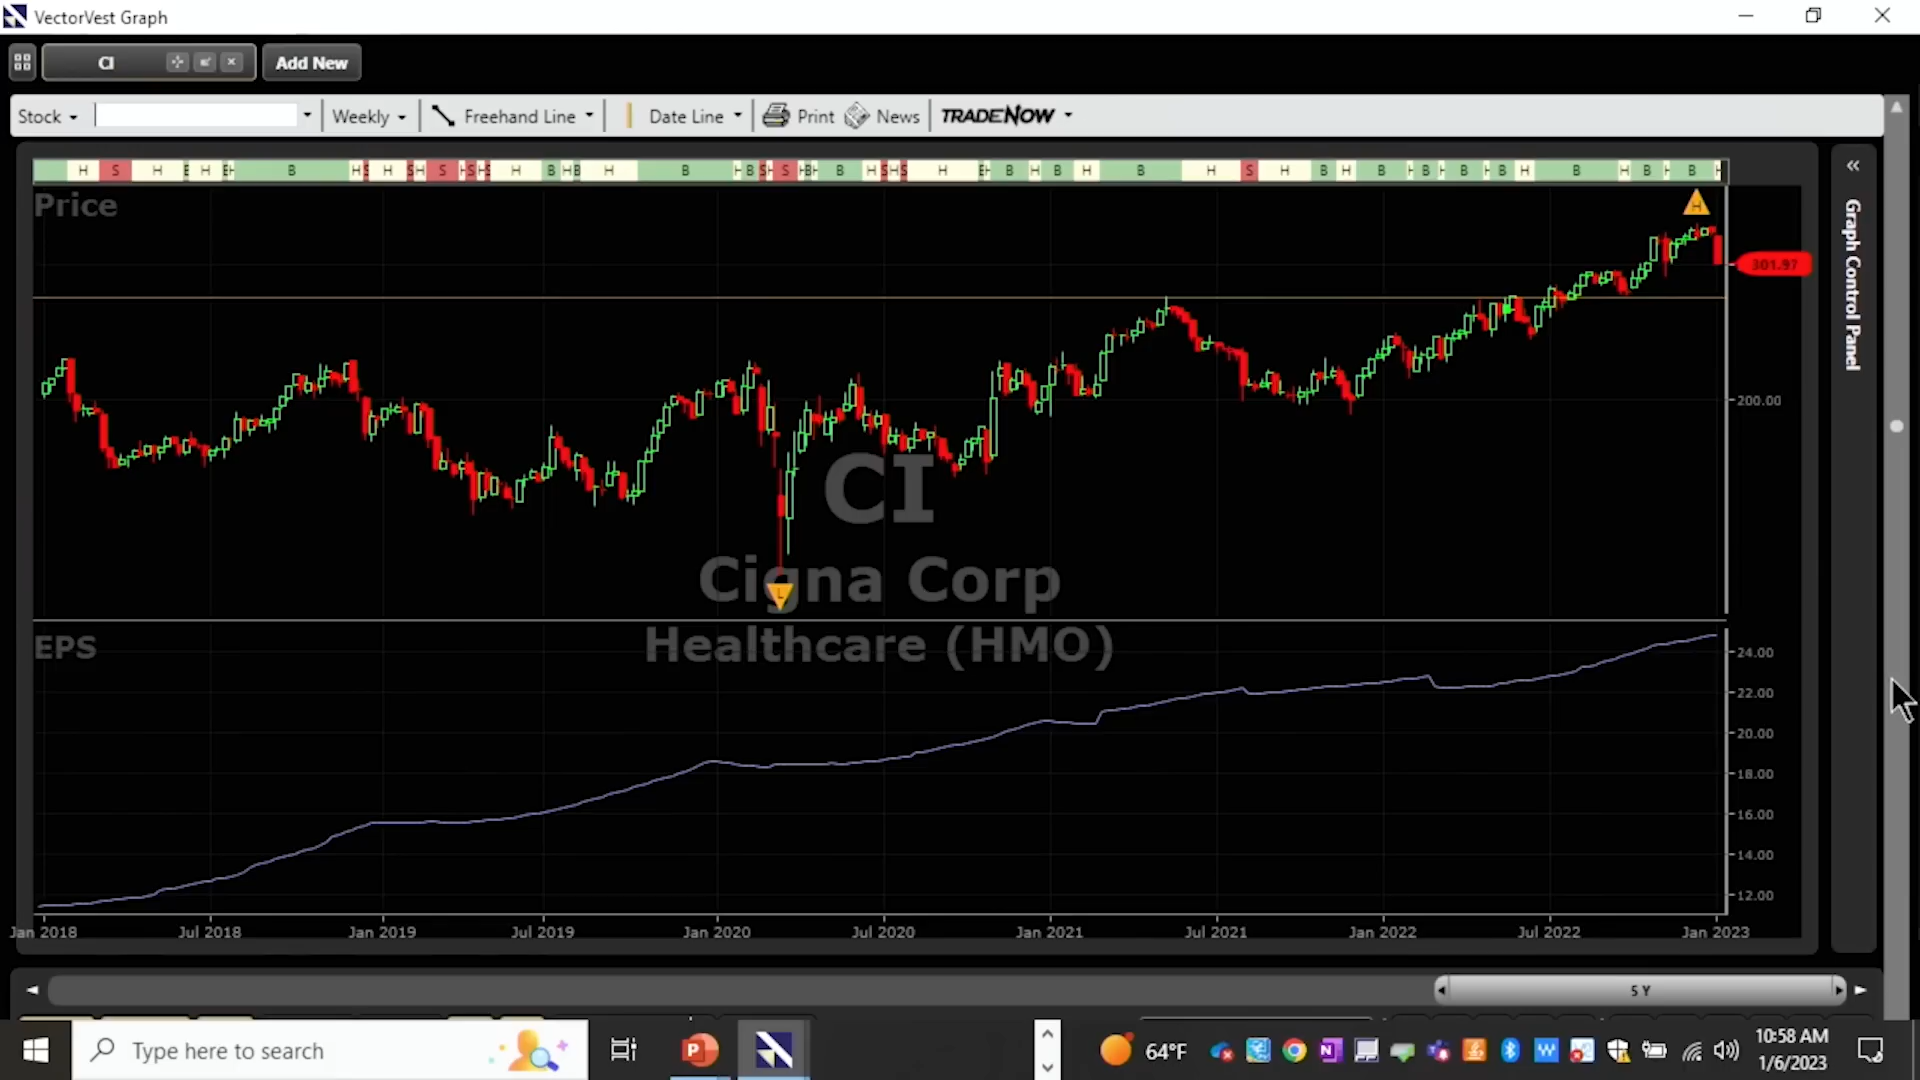 VectorVest Graph
CI
Add New
Stock
Weekly
Freehand Line
Date Line
Print
News
TRADENOW
H S H E H E H B H S H S H S H S H S H B H B H B H B S H S H B H B H S H S H E H B H B H B H S H B H B H B H B H B H B H B H B H
Price
H
301.97
200.00
L
CI
Cigna Corp
Healthcare (HMO)
EPS
24.00
22.00
20.00
18.00
16.00
14.00
12.00
Jan 2018 Jul 2018 Jan 2019 Jul 2019 Jan 2020 Jul 2020 Jan 2021 Jul 2021 Jan 2022 Jul 2022 Jan 2023
Graph Control Panel
5 Y
Type here to search
64°F
10:58 AM
1/6/2023